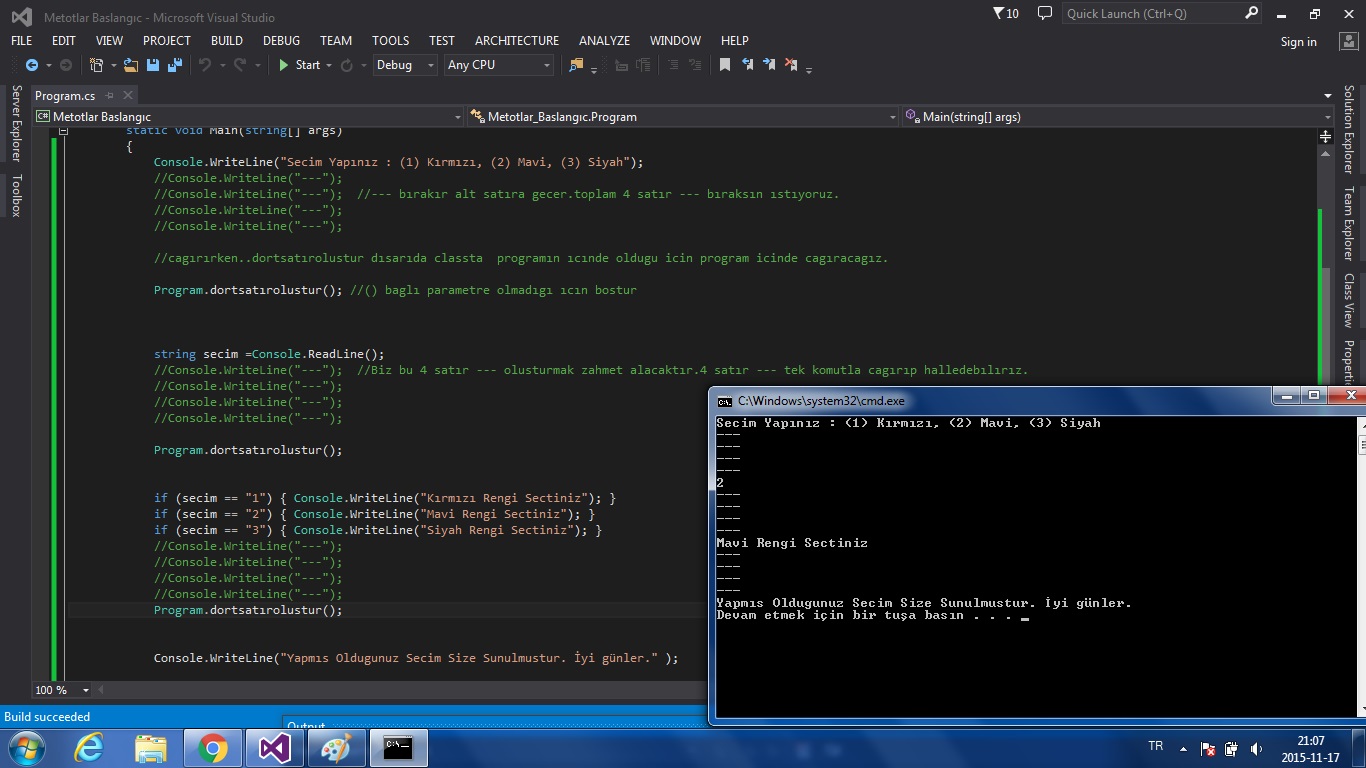 Metotlar Baslangıc - Microsoft Visual Studio
10
Quick Launch (Ctrl+Q)
FILE EDIT VIEW PROJECT BUILD DEBUG TEAM TOOLS TEST ARCHITECTURE ANALYZE WINDOW HELP
Sign in
Start
Debug
Any CPU
Server Explorer
Toolbox
Program.cs
Metotlar Baslangıc
Metotlar_Baslangıc.Program
Main(string[] args)
Solution Explorer
Team Explorer
Class View
static void Main(string[] args)
{
Console.WriteLine("Secim Yapınız : (1) Kırmızı, (2) Mavi, (3) Siyah");
//Console.WriteLine("---");
//Console.WriteLine("---"); //--- bırakır alt satıra gecer.toplam 4 satır --- bıraksın ıstıyoruz.
//Console.WriteLine("---");
//Console.WriteLine("---");
//cagırırken..dortsatırolustur dısarıda classta programın ıcınde oldugu icin program icinde cagıracagız.
Program.dortsatırolustur(); //() baglı parametre olmadıgı ıcın bostur
string secim =Console.ReadLine();
//Console.WriteLine("---"); //Biz bu 4 satır --- olusturmak zahmet alacaktır.4 satır --- tek komutla cagırıp halledebılırız.
//Console.WriteLine("---");
//Console.WriteLine("---");
//Console.WriteLine("---");
Program.dortsatırolustur();
if (secim == "1") { Console.WriteLine("Kırmızı Rengi Sectiniz"); }
if (secim == "2") { Console.WriteLine("Mavi Rengi Sectiniz"); }
if (secim == "3") { Console.WriteLine("Siyah Rengi Sectiniz"); }
//Console.WriteLine("---");
//Console.WriteLine("---");
//Console.WriteLine("---");
//Console.WriteLine("---");
Program.dortsatırolustur();
Console.WriteLine("Yapmıs Oldugunuz Secim Size Sunulmustur. İyi günler." );
100 %
Build succeeded
Output
C:\Windows\system32\cmd.exe
Secim Yapınız : (1) Kırmızı, (2) Mavi, (3) Siyah
---
---
---
---
2
---
---
---
---
Mavi Rengi Sectiniz
---
---
---
---
Yapmıs Oldugunuz Secim Size Sunulmustur. İyi günler.
Devam etmek için bir tuşa basın . . .
TR
21:07
2015-11-17